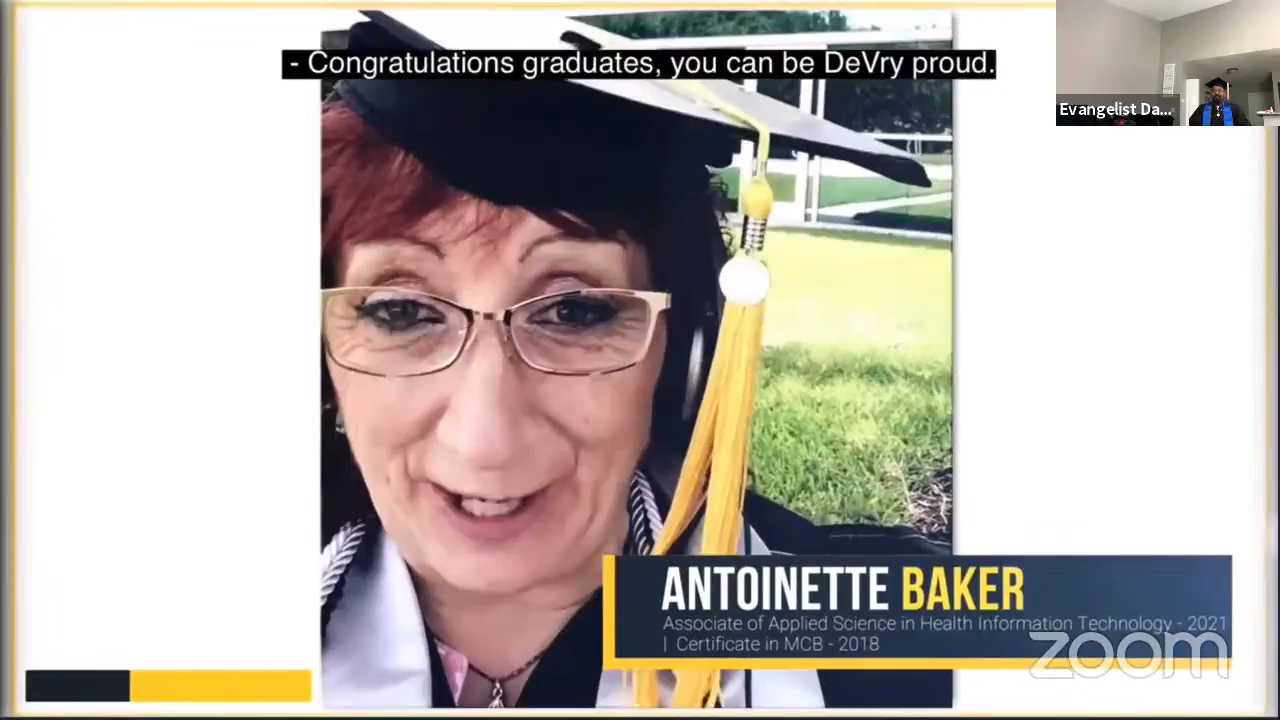 - Congratulations graduates, you can be DeVry proud.
Evangelist Da...
ANTOINETTE BAKER
Associate of Applied Science in Health Information Technology - 2021
| Certificate in MCB - 2018
zoom